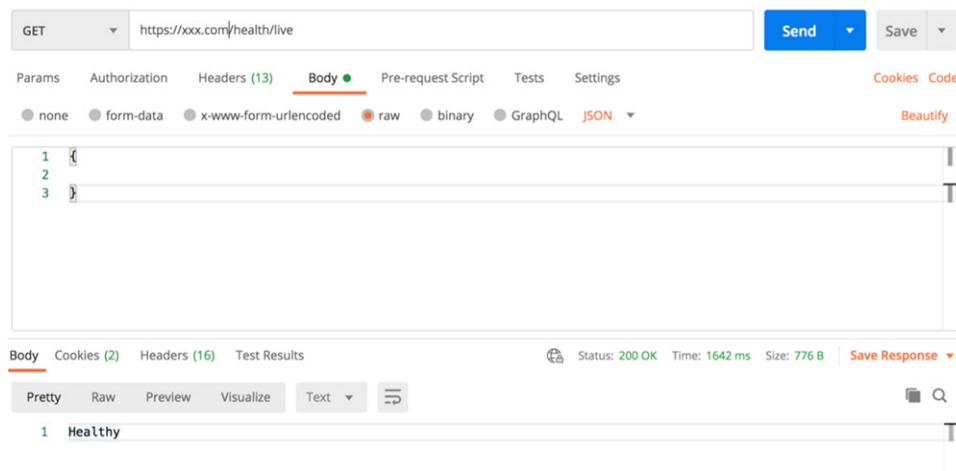 GET https://xxx.com/health/live Send Save
Params Authorization Headers (13) Body Pre-request Script Tests Settings Cookies Code
none form-data x-www-form-urlencoded raw binary GraphQL JSON Beautify
1 {
2
3 }
Body Cookies (2) Headers (16) Test Results Status: 200 OK Time: 1642 ms Size: 776 B Save Response
Pretty Raw Preview Visualize Text
1 Healthy